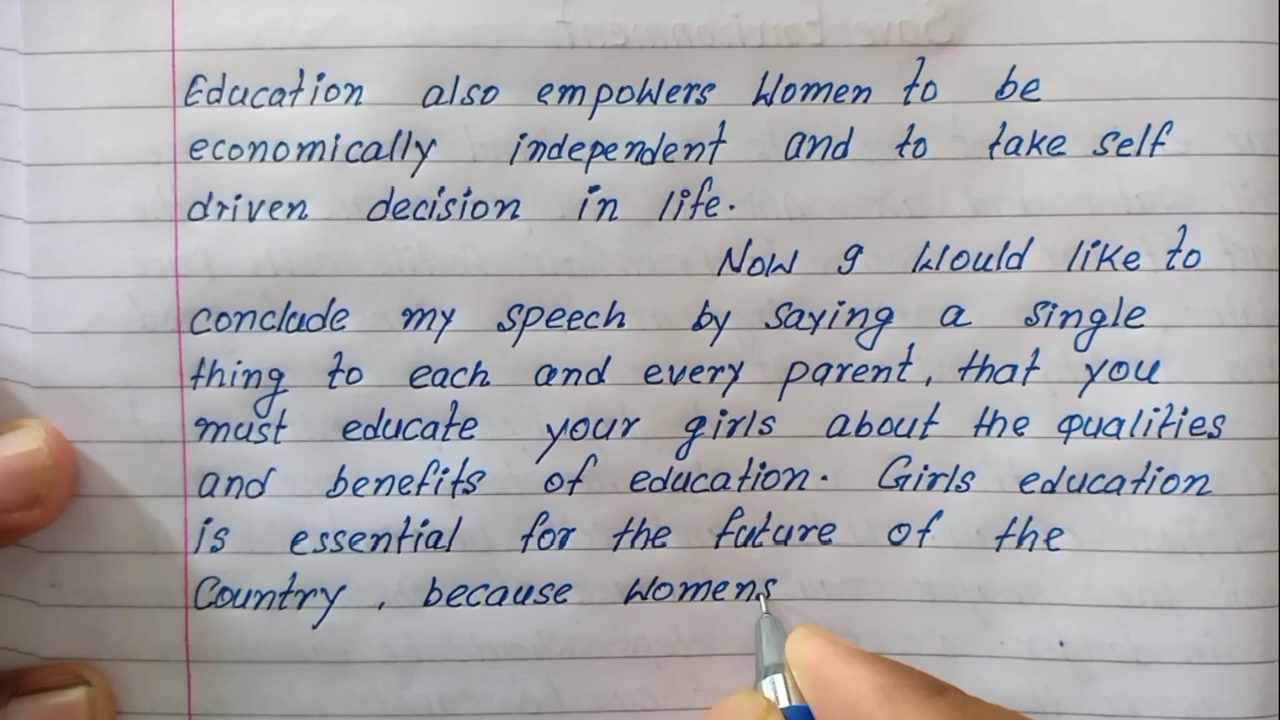 Education also empowers Women to be
economically independent and to take self
driven decision in life.
Now I would like to
conclude my speech by saying a single
thing to each and every parent, that you
must educate your girls about the qualities
and benefits of education. Girls education
is essential for the future of the
Country, because Womens